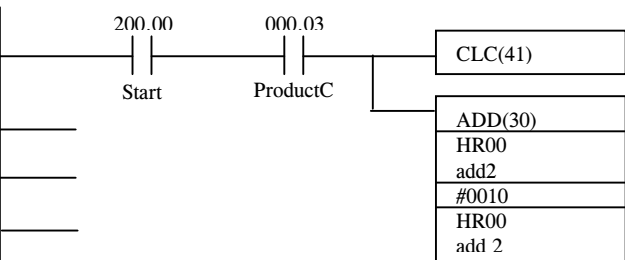 200.00 000.03
CLC(41)
Start ProductC
ADD(30)
HR00
add2
#0010
HR00
add 2